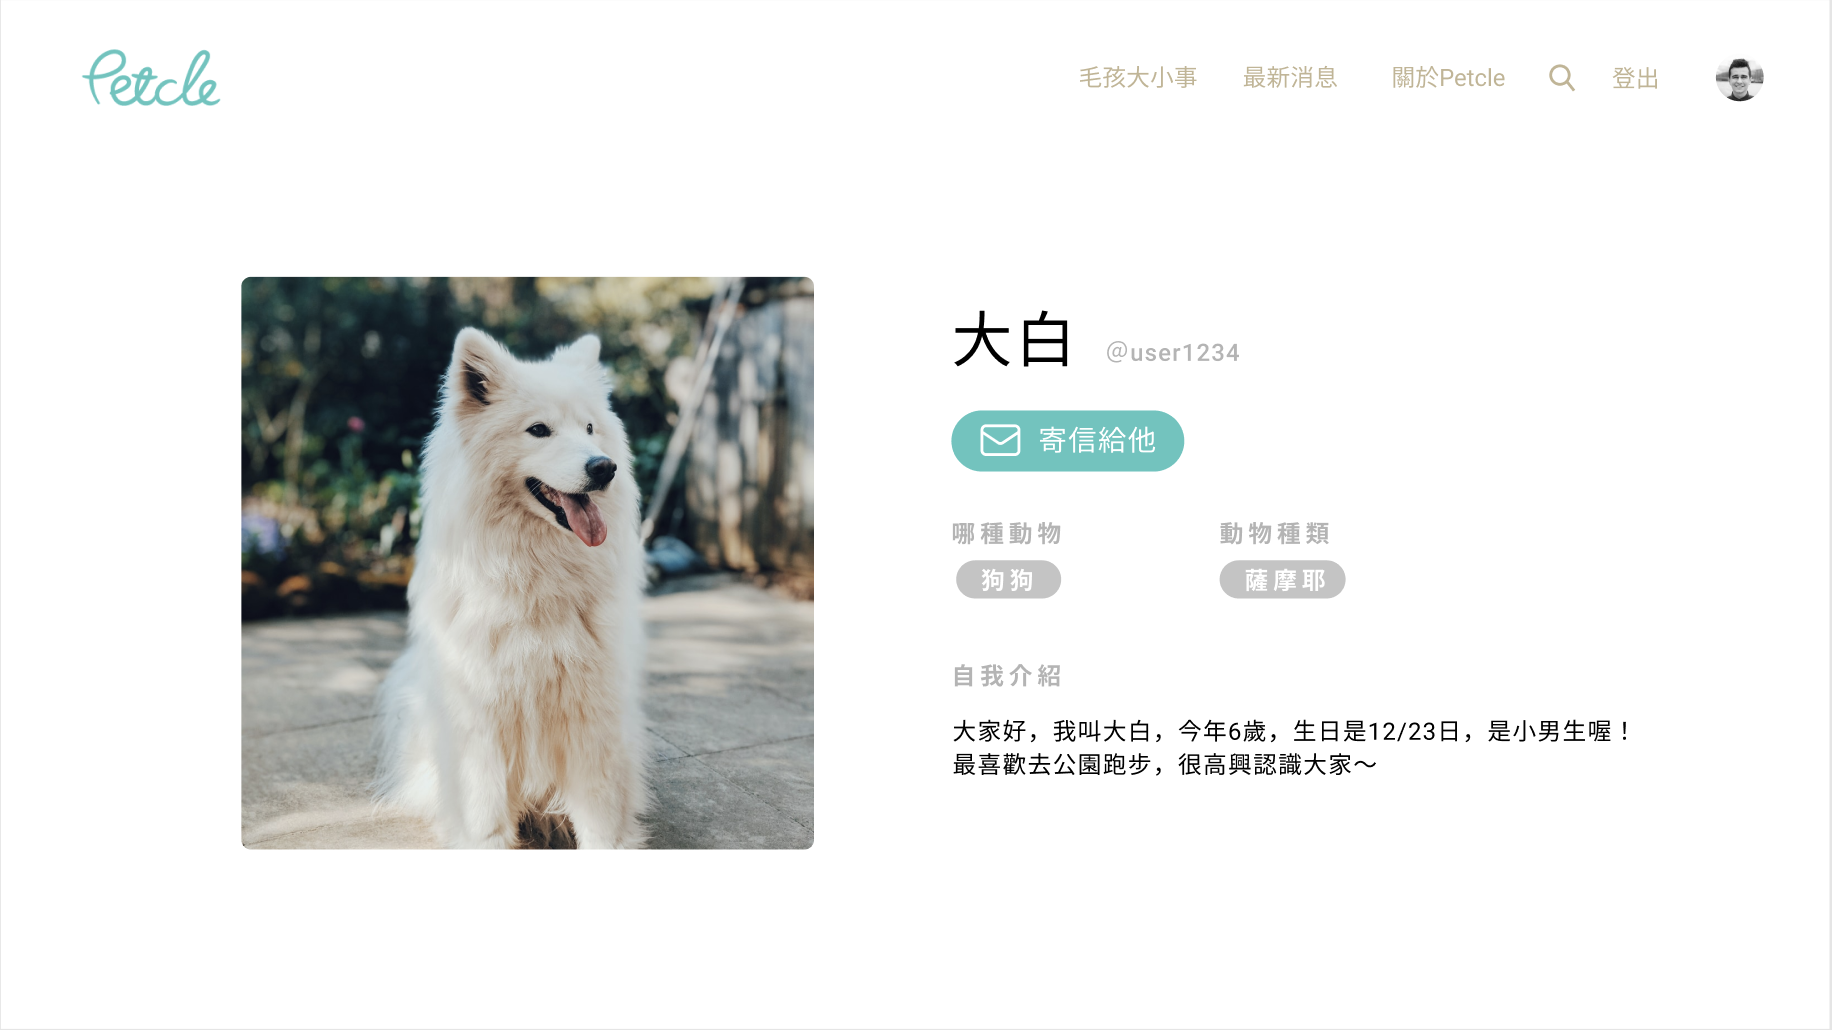 Petcle
毛孩大小事 最新消息 關於Petcle 登出
大白 @user1234
寄信給他
哪種動物 動物種類
狗狗 薩摩耶
自我介紹
大家好，我叫大白，今年6歲，生日是12/23日，是小男生喔！
最喜歡去公園跑步，很高興認識大家～